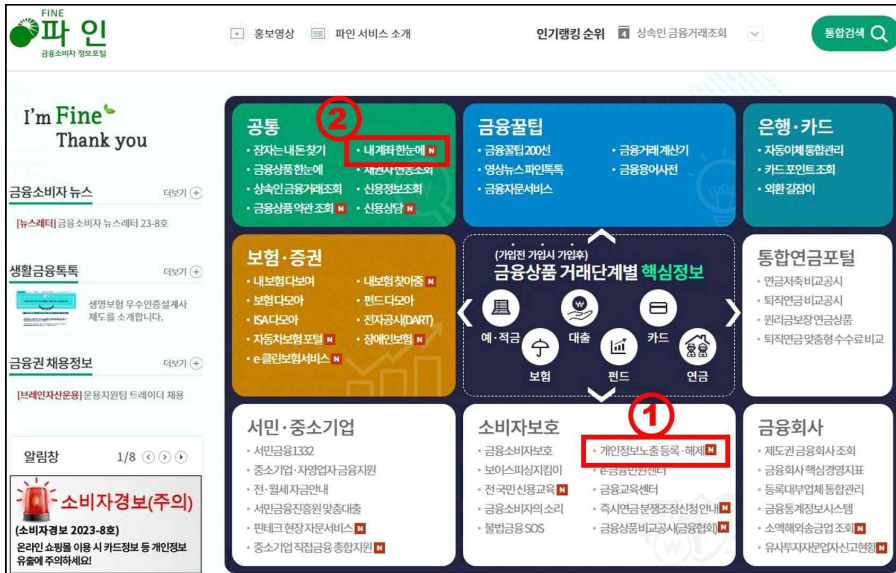 FINE
파인
금융소비자 정보포털
홍보영상
파인 서비스 소개
인기랭킹 순위
4 상속인 금융거래조회
통합검색
I'm Fine
Thank you
금융소비자 뉴스
더보기
[뉴스레터] 금융소비자 뉴스레터 23-8호
생활금융톡톡
더보기
생명보험 우수인증설계사
제도를 소개합니다.
금융권 채용정보
더보기
[브레인자산운용] 운용지원팀 트레이더 채용
알림창
1/8
소비자경보(주의)
(소비자경보 2023-8호)
온라인 쇼핑몰 이용 시 카드정보 등 개인정보
유출에 주의하세요!
공통
②
· 잠자는 내 돈 찾기
· 내 계좌 한눈에 N
· 금융상품 한눈에
· 채권자 변동조회
· 상속인 금융거래조회
· 신용정보조회
· 금융상품 약관 조회 N
· 신용상담 N
금융꿀팁
· 금융꿀팁 200선
· 금융거래 계산기
· 영상뉴스 파인톡톡
· 금융용어사전
· 금융자문서비스
은행·카드
· 자동이체 통합관리
· 카드 포인트 조회
· 외환 길잡이
보험·증권
· 내 보험 다보여
· 내보험 찾아줌 N
· 보험다모아
· 펀드다모아
· ISA다모아
· 전자공시(DART)
· 자동차보험 포털 N
· 장애인보험 N
· e-클린보험서비스 N
(가입전 가입시 가입후)
금융상품 거래단계별 핵심정보
예·적금
보험
대출
펀드
카드
연금
통합연금포털
· 연금저축 비교공시
· 퇴직연금 비교공시
· 원리금보장 연금상품
· 퇴직연금 맞춤형 수수료 비교
서민·중소기업
· 서민금융1332
· 중소기업·자영업자 금융지원
· 전·월세 자금안내
· 서민금융진흥원 맞춤대출
· 핀테크 현장 자문서비스 N
· 중소기업 직접금융 종합지원 N
소비자보호
①
· 금융소비자보호
· 개인정보노출 등록·해제 N
· 보이스피싱지킴이
· e-금융민원센터
· 전국민 신용교육 N
· 금융교육센터
· 금융소비자의 소리
· 즉시연금 분쟁조정신청 안내 N
· 불법금융 SOS
· 금융상품 비교공시(금융협회) N
금융회사
· 제도권 금융회사 조회
· 금융회사 핵심경영지표
· 등록대부업체 통합관리
· 금융통계정보시스템
· 소액해외송금업 조회 N
· 유사투자자문업자 신고현황 N